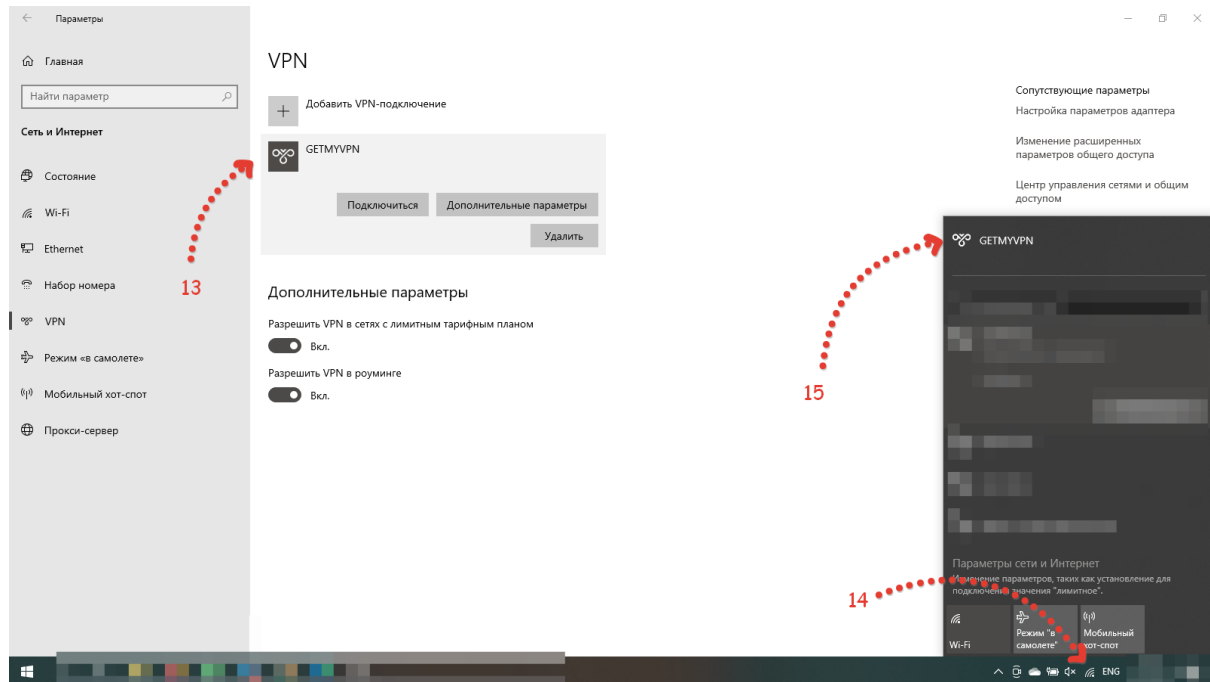 Параметры
Главная
Найти параметр
Сеть и Интернет
Состояние
Wi-Fi
Ethernet
Набор номера
VPN
Режим «в самолете»
Мобильный хот-спот
Прокси-сервер
13
VPN
Добавить VPN-подключение
GETMYVPN
Подключиться
Дополнительные параметры
Удалить
Дополнительные параметры
Разрешить VPN в сетях с лимитным тарифным планом
Вкл.
Разрешить VPN в роуминге
Вкл.
Сопутствующие параметры
Настройка параметров адаптера
Изменение расширенных
параметров общего доступа
Центр управления сетями и общим
доступом
15
GETMYVPN
Параметры сети и Интернет
Изменение параметров, таких как установление для
подключения значения "лимитное".
14
Wi-Fi
Режим "в
самолете"
Мобильный
хот-спот
ENG